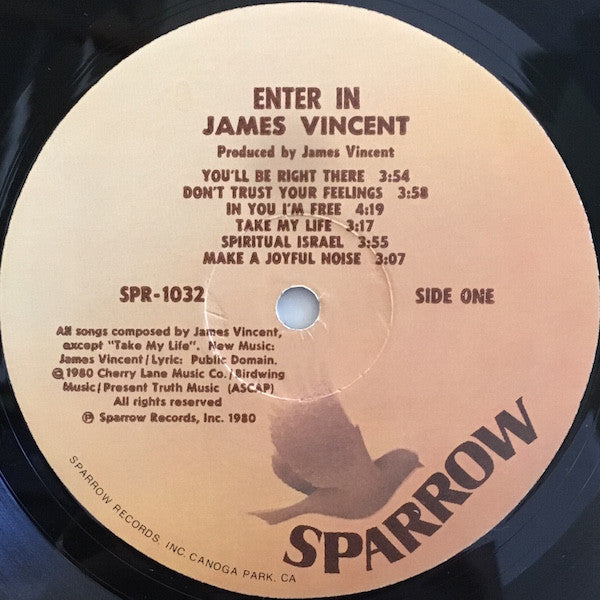 ENTER IN
JAMES VINCENT
Produced by James Vincent
YOU'LL BE RIGHT THERE 3:54
DON'T TRUST YOUR FEELINGS 3:58
IN YOU I'M FREE 4:19
TAKE MY LIFE 3:17
SPIRITUAL ISRAEL 3:55
MAKE A JOYFUL NOISE 3:07
SPR-1032
SIDE ONE
All songs composed by James Vincent,
except "Take My Life". New Music:
James Vincent/Lyric: Public Domain.
©1980 Cherry Lane Music Co./Birdwing
Music/Present Truth Music (ASCAP)
All rights reserved
℗ Sparrow Records, Inc. 1980
SPARROW RECORDS, INC. CANOGA PARK, CA
SPARROW